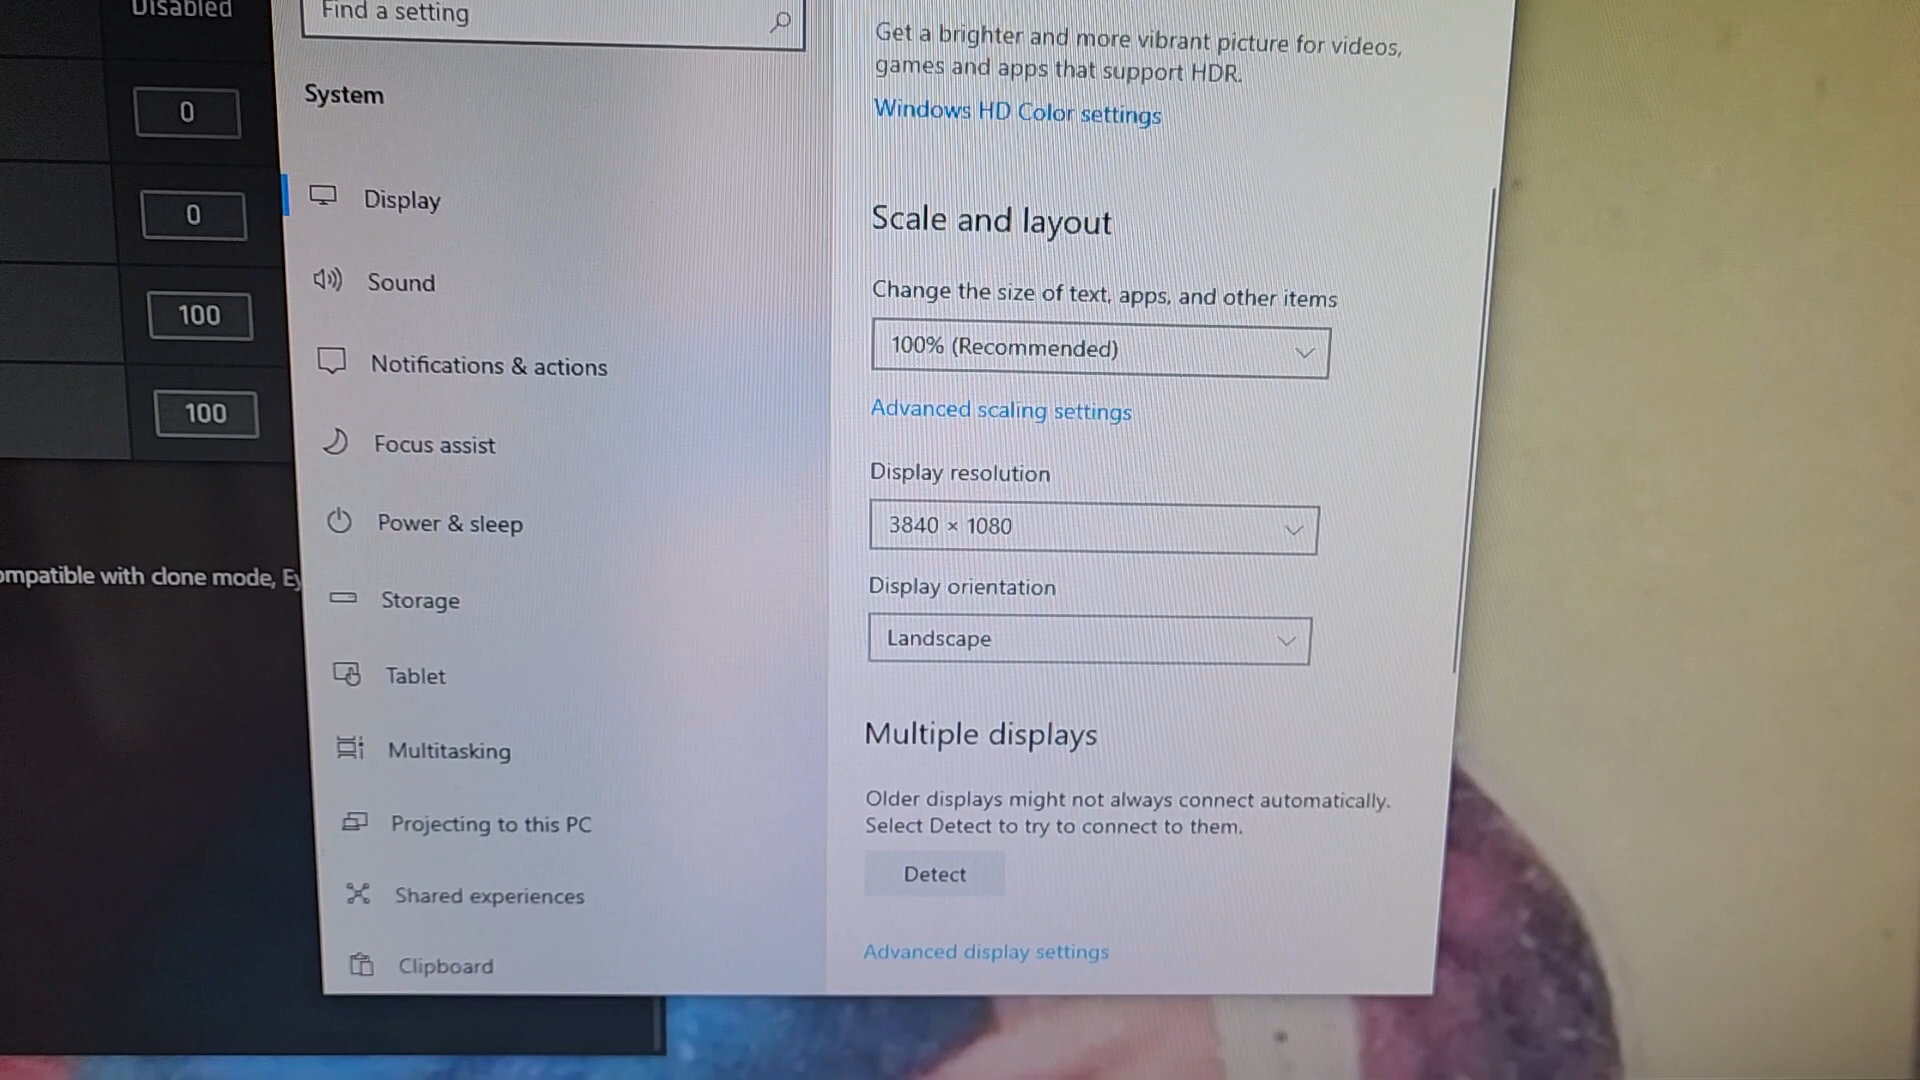 Disabled
0
0
100
100
ompatible with clone mode, Ey
Find a setting
System
Display
Sound
Notifications & actions
Focus assist
Power & sleep
Storage
Tablet
Multitasking
Projecting to this PC
Shared experiences
Clipboard
Get a brighter and more vibrant picture for videos,
games and apps that support HDR.
Windows HD Color settings
Scale and layout
Change the size of text, apps, and other items
100% (Recommended)
Advanced scaling settings
Display resolution
3840 × 1080
Display orientation
Landscape
Multiple displays
Older displays might not always connect automatically.
Select Detect to try to connect to them.
Detect
Advanced display settings